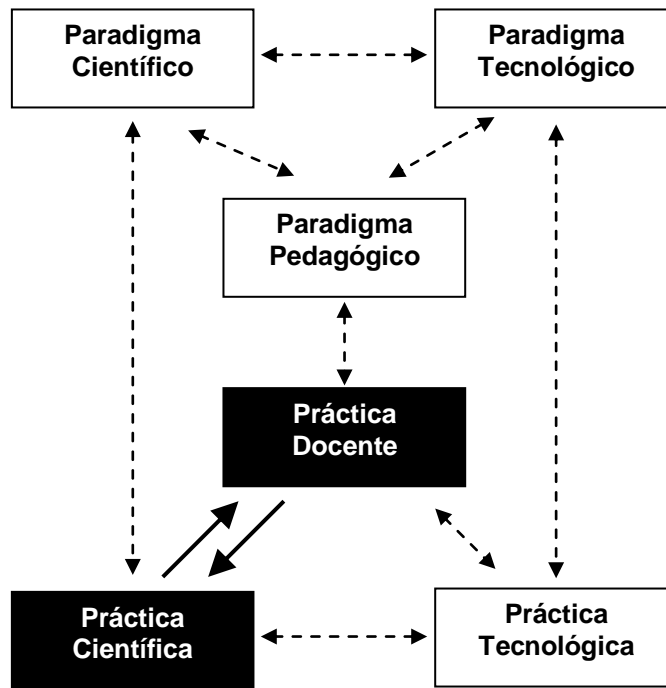 Paradigma
Científico
Paradigma
Tecnológico
Paradigma
Pedagógico
Práctica
Docente
Práctica
Científica
Práctica
Tecnológica